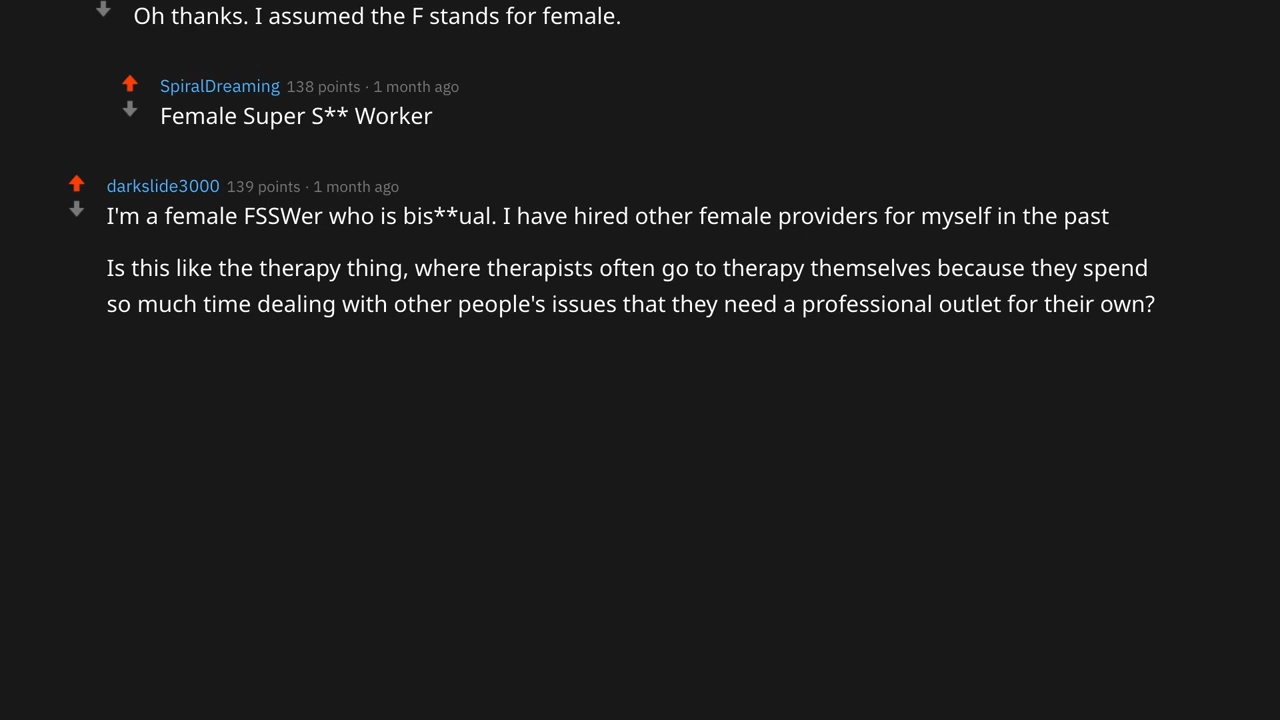 Oh thanks. I assumed the F stands for female.
SpiralDreaming 138 points · 1 month ago
Female Super S** Worker
darkslide3000 139 points · 1 month ago
I'm a female FSSWer who is bis**ual. I have hired other female providers for myself in the past
Is this like the therapy thing, where therapists often go to therapy themselves because they spend
so much time dealing with other people's issues that they need a professional outlet for their own?